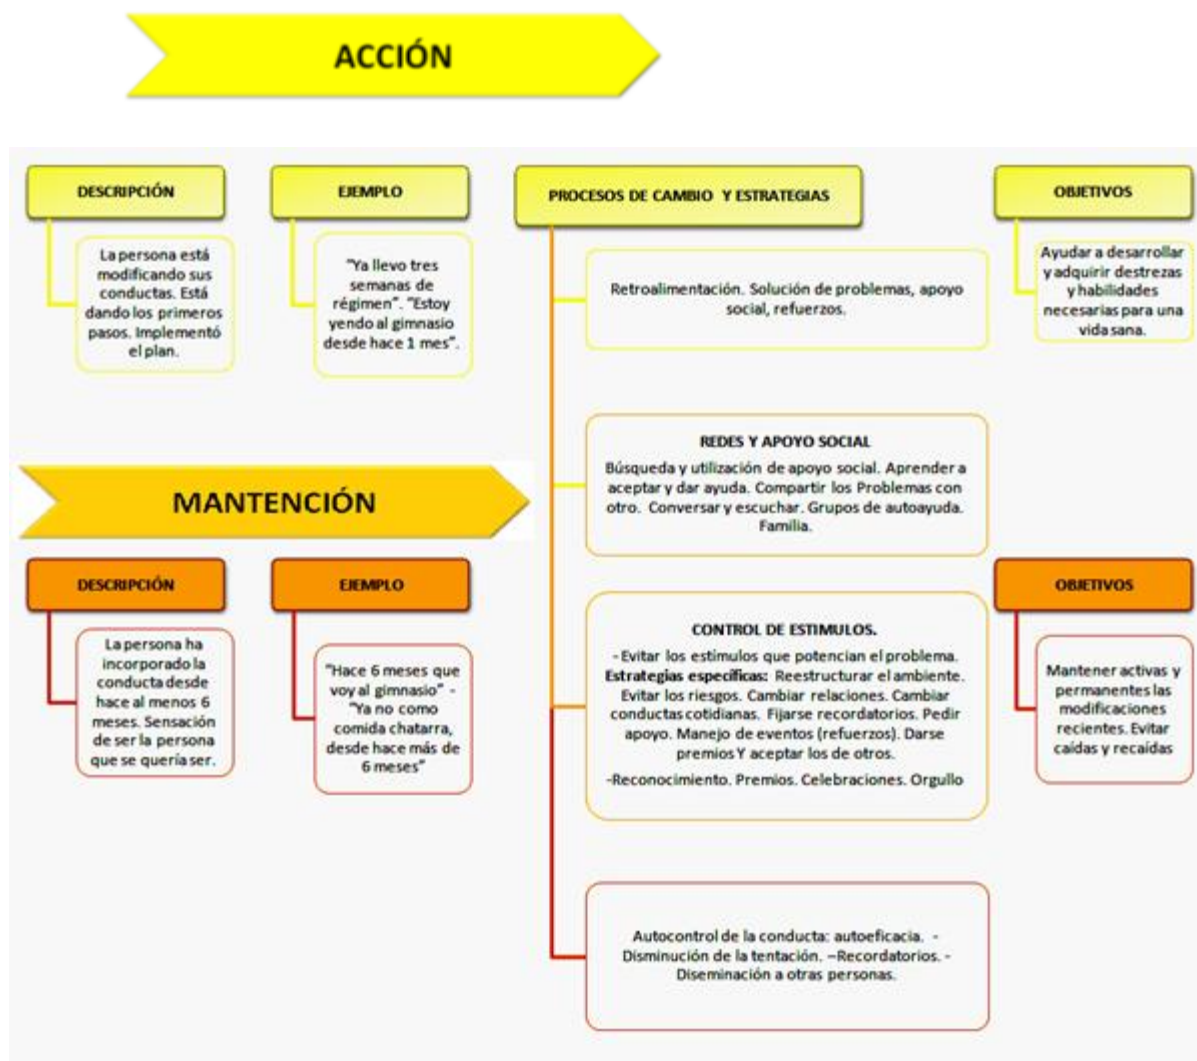 ACCIÓN
DESCRIPCIÓN
La persona está
modificando sus
conductas. Está
dando los primeros
pasos. Implementó
el plan.
EJEMPLO
"Ya llevo tres
semanas de
régimen". "Estoy
yendo al gimnasio
desde hace 1 mes".
PROCESOS DE CAMBIO Y ESTRATEGIAS
Retroalimentación. Solución de problemas, apoyo
social, refuerzos.
REDES Y APOYO SOCIAL
Búsqueda y utilización de apoyo social. Aprender a
aceptar y dar ayuda. Compartir los Problemas con
otro. Conversar y escuchar. Grupos de autoayuda.
Familia.
CONTROL DE ESTIMULOS.
- Evitar los estímulos que potencian el problema.
Estrategias específicas: Reestructurar el ambiente.
Evitar los riesgos. Cambiar relaciones. Cambiar
conductas cotidianas. Fijarse recordatorios. Pedir
apoyo. Manejo de eventos (refuerzos). Darse
premios Y aceptar los de otros.
-Reconocimiento. Premios. Celebraciones. Orgullo
Autocontrol de la conducta: autoeficacia. -
Disminución de la tentación. –Recordatorios. -
Diseminación a otras personas.
OBJETIVOS
Ayudar a desarrollar
y adquirir destrezas
y habilidades
necesarias para una
vida sana.
MANTENCIÓN
DESCRIPCIÓN
La persona ha
incorporado la
conducta desde
hace al menos 6
meses. Sensación
de ser la persona
que se quería ser.
EJEMPLO
"Hace 6 meses que
voy al gimnasio" -
"Ya no como
comida chatarra,
desde hace más de
6 meses"
OBJETIVOS
Mantener activas y
permanentes las
modificaciones
recientes. Evitar
caídas y recaídas